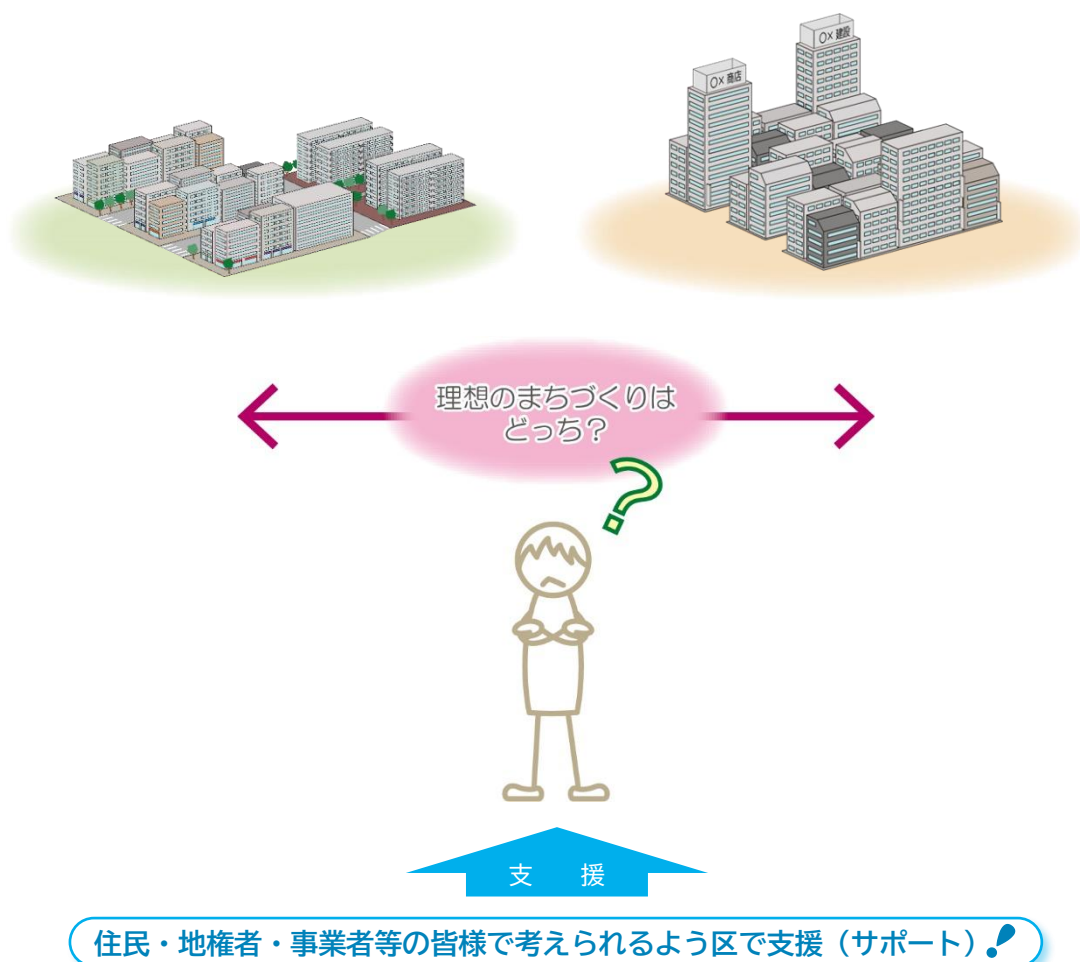 〇×建設
〇×商店
理想のまちづくりは
どっち？
?
支　援
住民・地権者・事業者等の皆様で考えられるよう区で支援（サポート）!